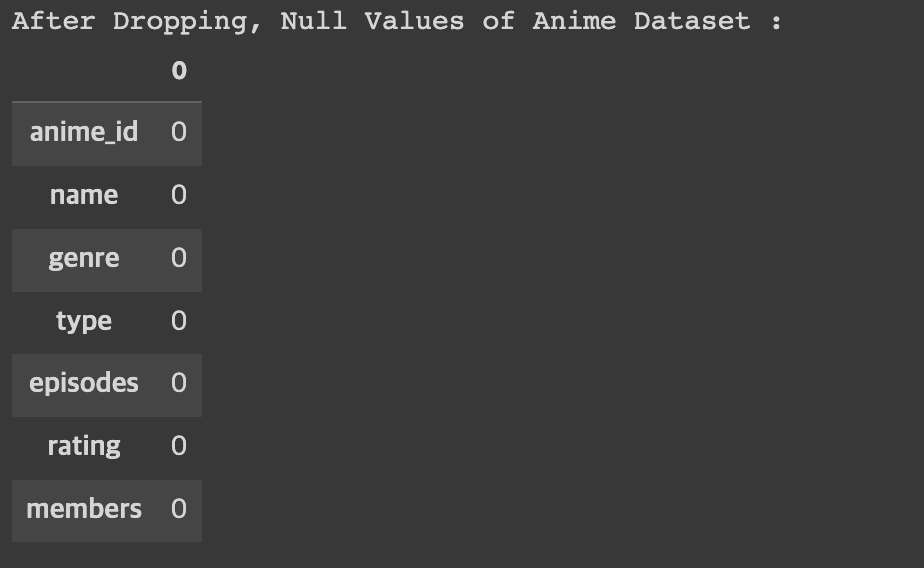 After Dropping, Null Values of Anime Dataset :
0
anime_id 0
name 0
genre 0
type 0
episodes 0
rating 0
members 0